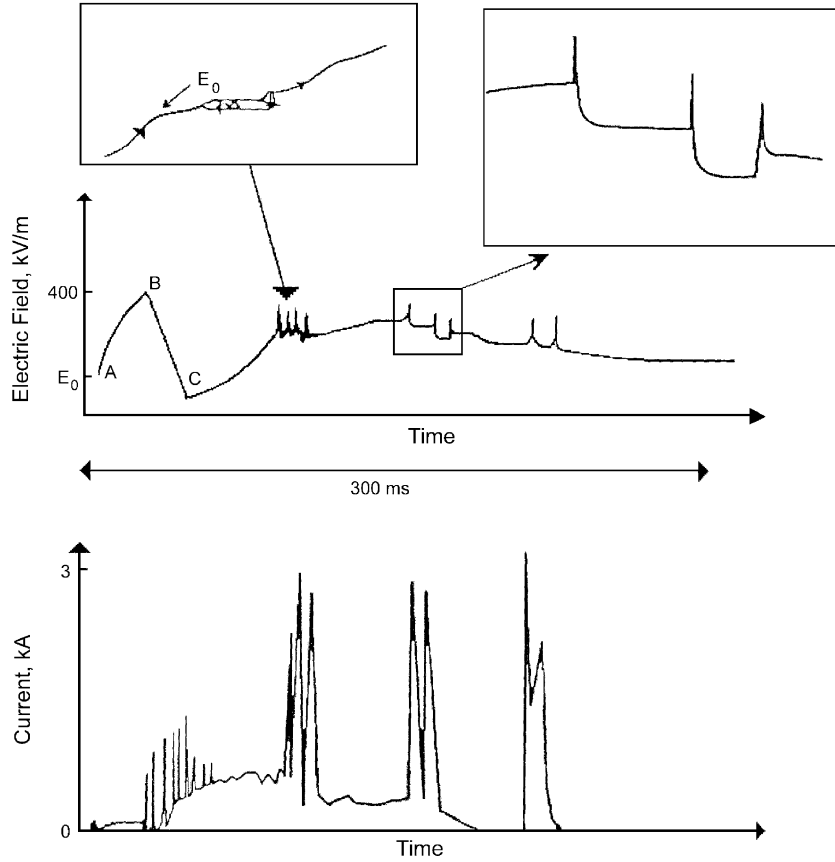 E₀
Electric Field, kV/m
400
B
E₀
A
C
Time
300 ms
3
Current, kA
0
Time